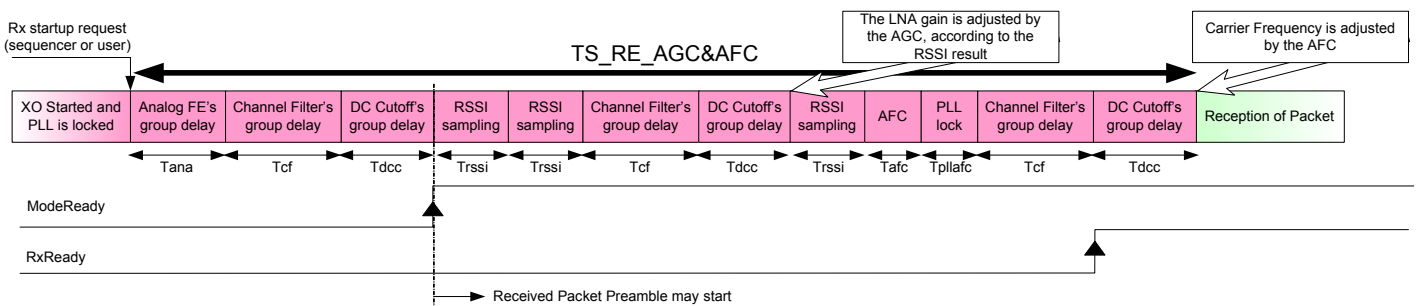 Rx startup request
(sequencer or user)
TS_RE_AGC&AFC
The LNA gain is adjusted by
the AGC, according to the
RSSI result
Carrier Frequency is adjusted
by the AFC
XO Started and
PLL is locked
Analog FE's
group delay
Channel Filter's
group delay
DC Cutoff's
group delay
RSSI
sampling
RSSI
sampling
Channel Filter's
group delay
DC Cutoff's
group delay
RSSI
sampling
AFC
PLL
lock
Channel Filter's
group delay
DC Cutoff's
group delay
Reception of Packet
Tana
Tcf
Tdcc
Trssi
Trssi
Tcf
Tdcc
Trssi
Tafc
Tpllafc
Tcf
Tdcc
ModeReady
RxReady
Received Packet Preamble may start